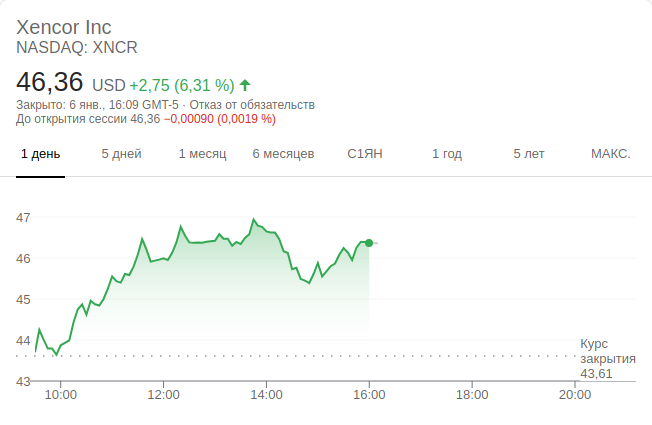 Xencor Inc
NASDAQ: XNCR
46,36 USD +2,75 (6,31 %)
Закрыто: 6 янв., 16:09 GMT-5 · Отказ от обязательств
До открытия сессии 46,36 −0,00090 (0,0019 %)
1 день 5 дней 1 месяц 6 месяцев С1ЯН 1 год 5 лет МАКС.
47
46
45
44
43
Курс
закрытия
43,61
10:00 12:00 14:00 16:00 18:00 20:00